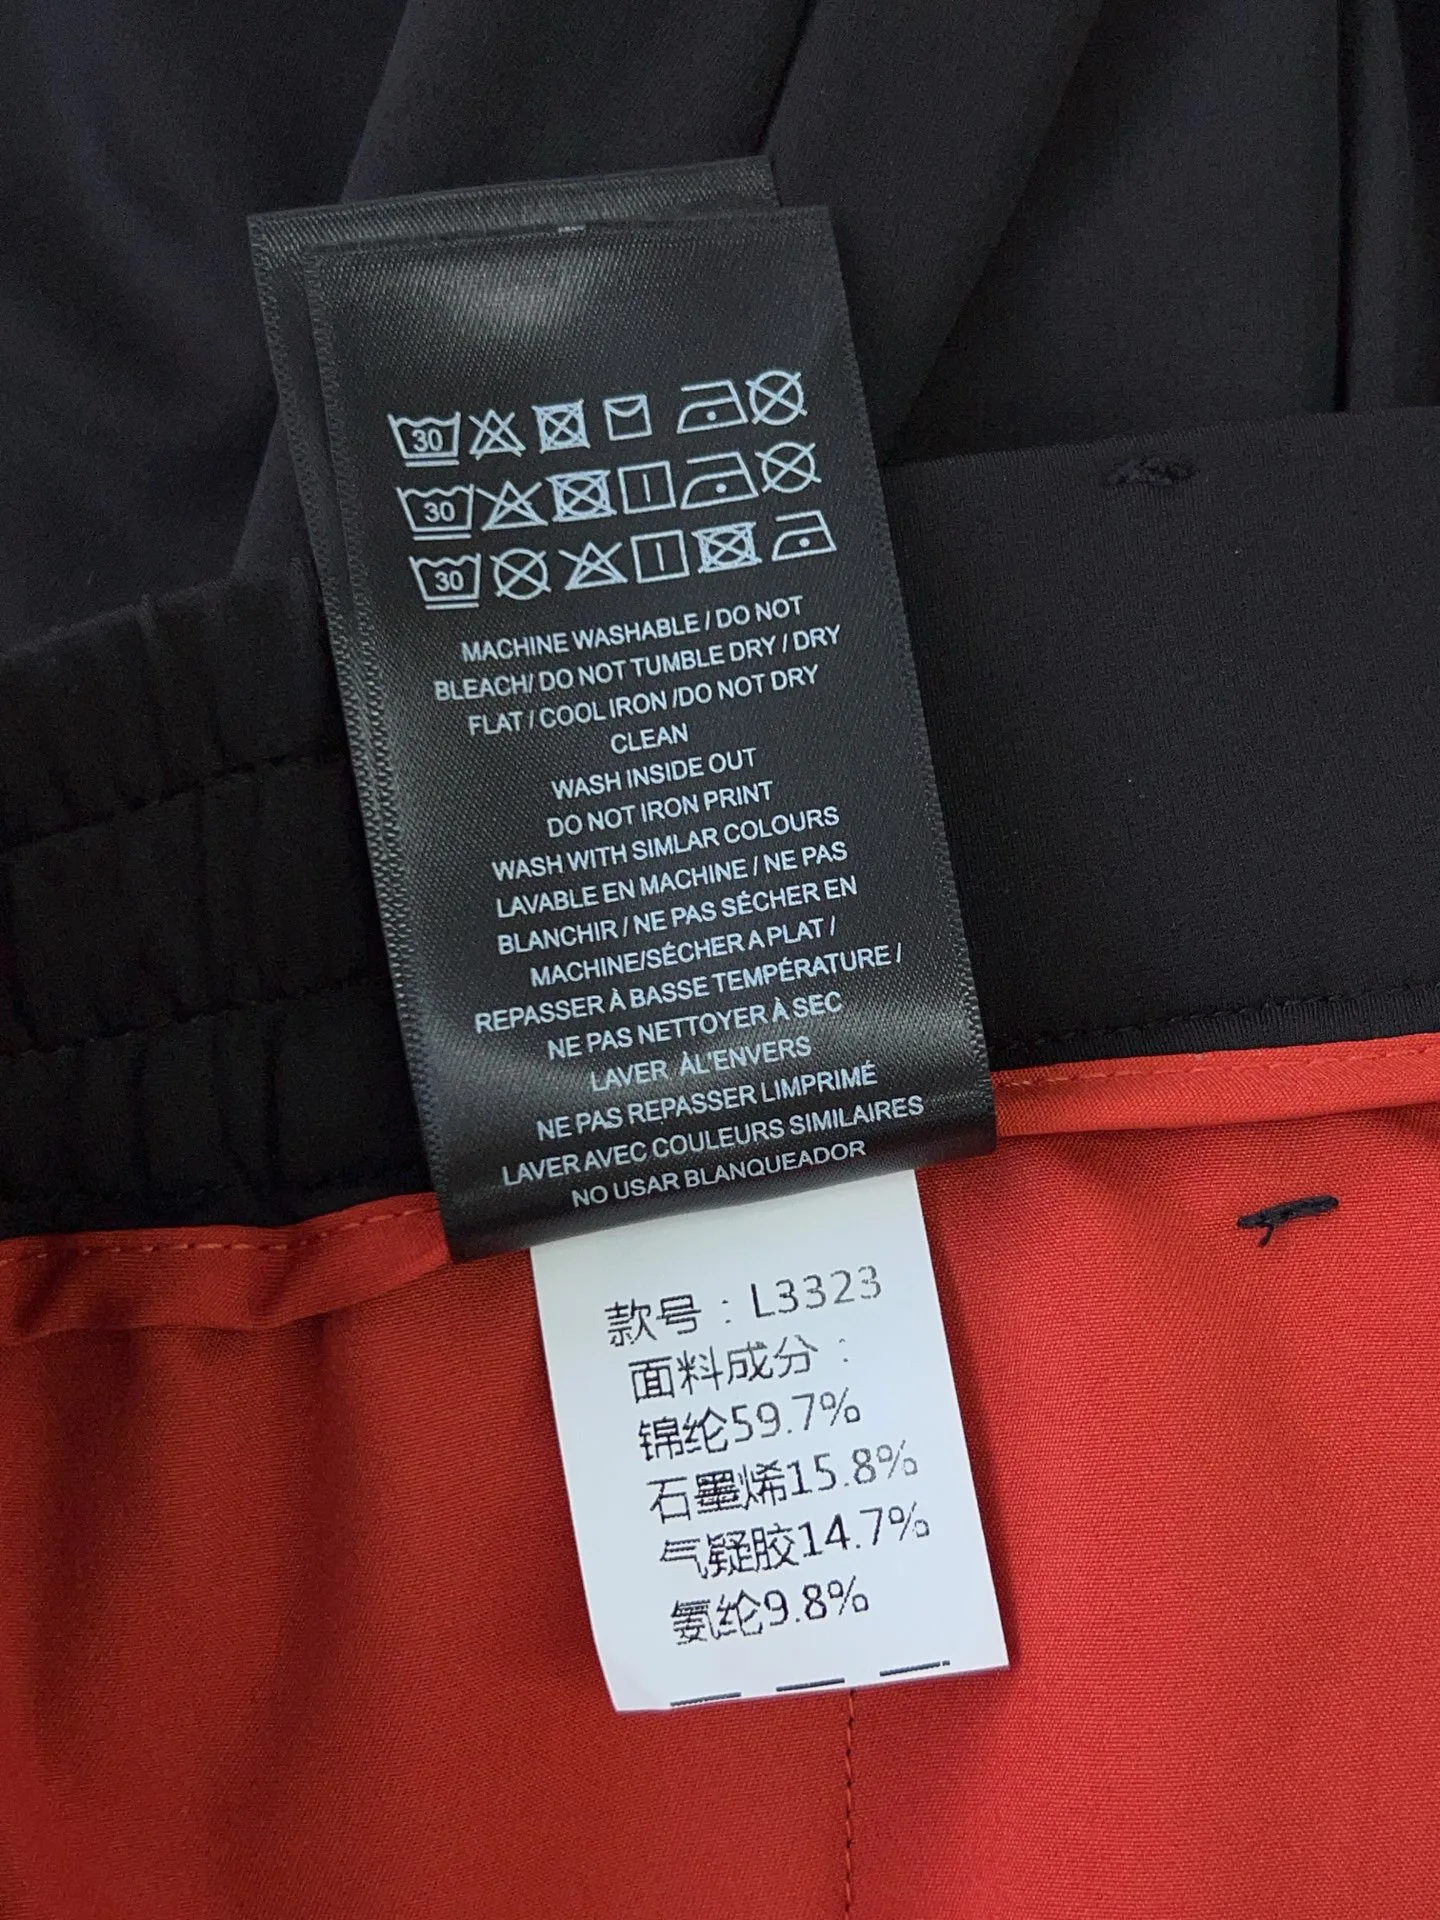 30
30
30
MACHINE WASHABLE / DO NOT
BLEACH/ DO NOT TUMBLE DRY / DRY
FLAT / COOL IRON /DO NOT DRY
CLEAN
WASH INSIDE OUT
DO NOT IRON PRINT
WASH WITH SIMLAR COLOURS
LAVABLE EN MACHINE / NE PAS
BLANCHIR / NE PAS SÉCHER EN
MACHINE/SÉCHER A PLAT /
REPASSER À BASSE TEMPÉRATURE /
NE PAS NETTOYER À SEC
LAVER ÀL'ENVERS
NE PAS REPASSER LIMPRIMÉ
LAVER AVEC COULEURS SIMILAIRES
NO USAR BLANQUEADOR
款号：L3323
面料成分：
锦纶59.7%
石墨烯15.8%
气疑胶14.7%
氨纶9.8%